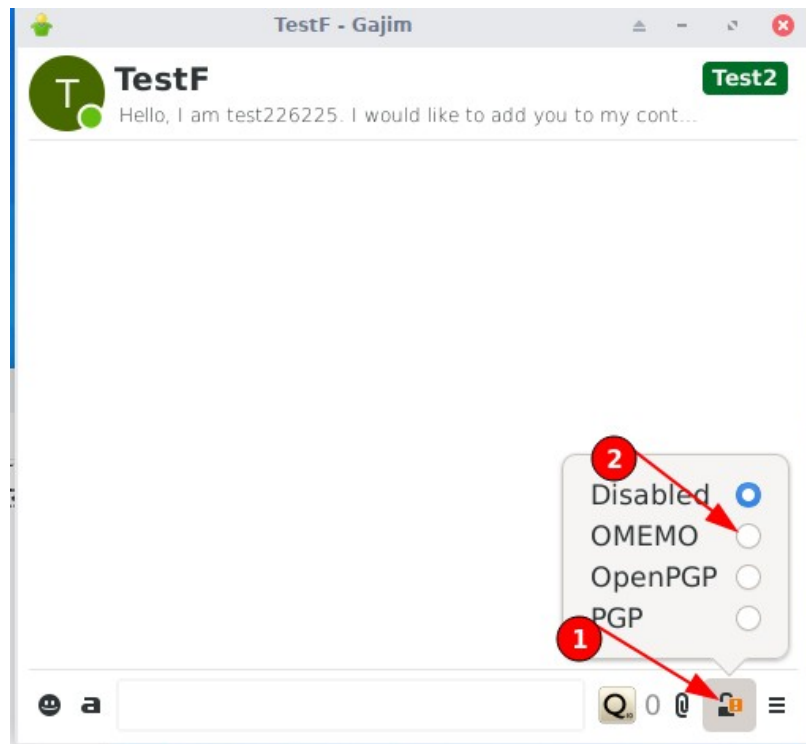 TestF - Gajim
T
TestF
Test2
Hello, I am test226225. I would like to add you to my cont...
2
Disabled
OMEMO
OpenPGP
PGP
1
a
Q
0